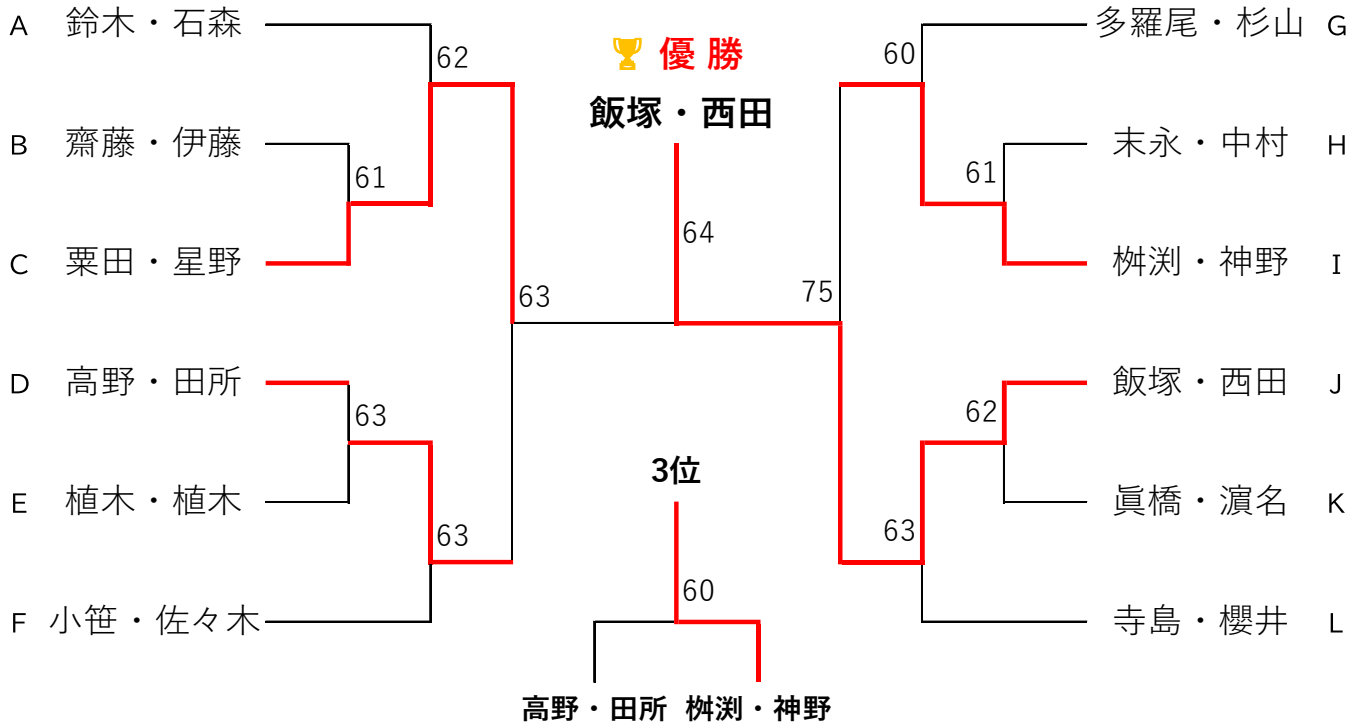 A 鈴木・石森
62
B 齋藤・伊藤
61
C 粟田・星野
63
D 高野・田所
63
E 植木・植木
63
F 小笹・佐々木
優 勝
飯塚・西田
64
3位
60
高野・田所 桝渕・神野
多羅尾・杉山 G
60
末永・中村 H
61
桝渕・神野 I
75
飯塚・西田 J
62
眞橋・濵名 K
63
寺島・櫻井 L